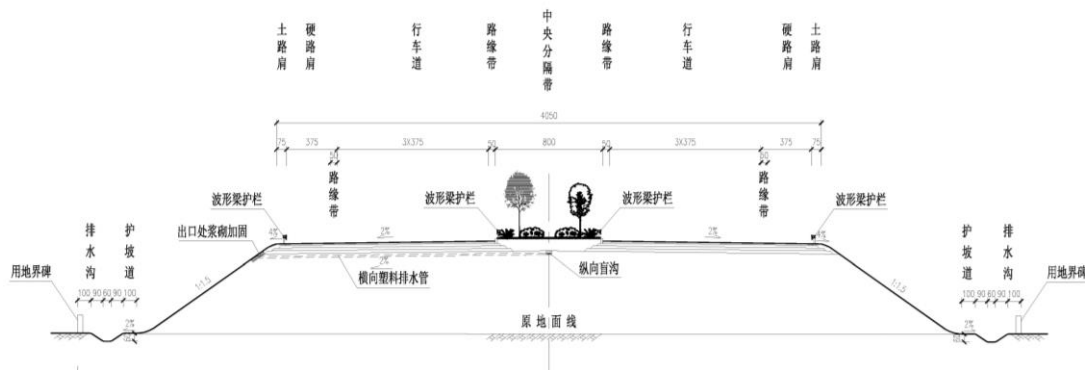 土路肩
硬路肩
行车道
路缘带
中央分隔带
路缘带
行车道
硬路肩
土路肩
4050
75 375 3X375 50 800 50 3X375 375 75
50 50
路缘带
路缘带
波形梁护栏
波形梁护栏
波形梁护栏
波形梁护栏
4% 2% 2% 4%
出口处浆砌加固
2%
横向塑料排水管
纵向盲沟
排水沟
护坡道
护坡道
排水沟
用地界碑
用地界碑
100 90 60 90 100
100 90 60 90 100
1:1.5
1:1.5
原地面线
2%
2%
60
60